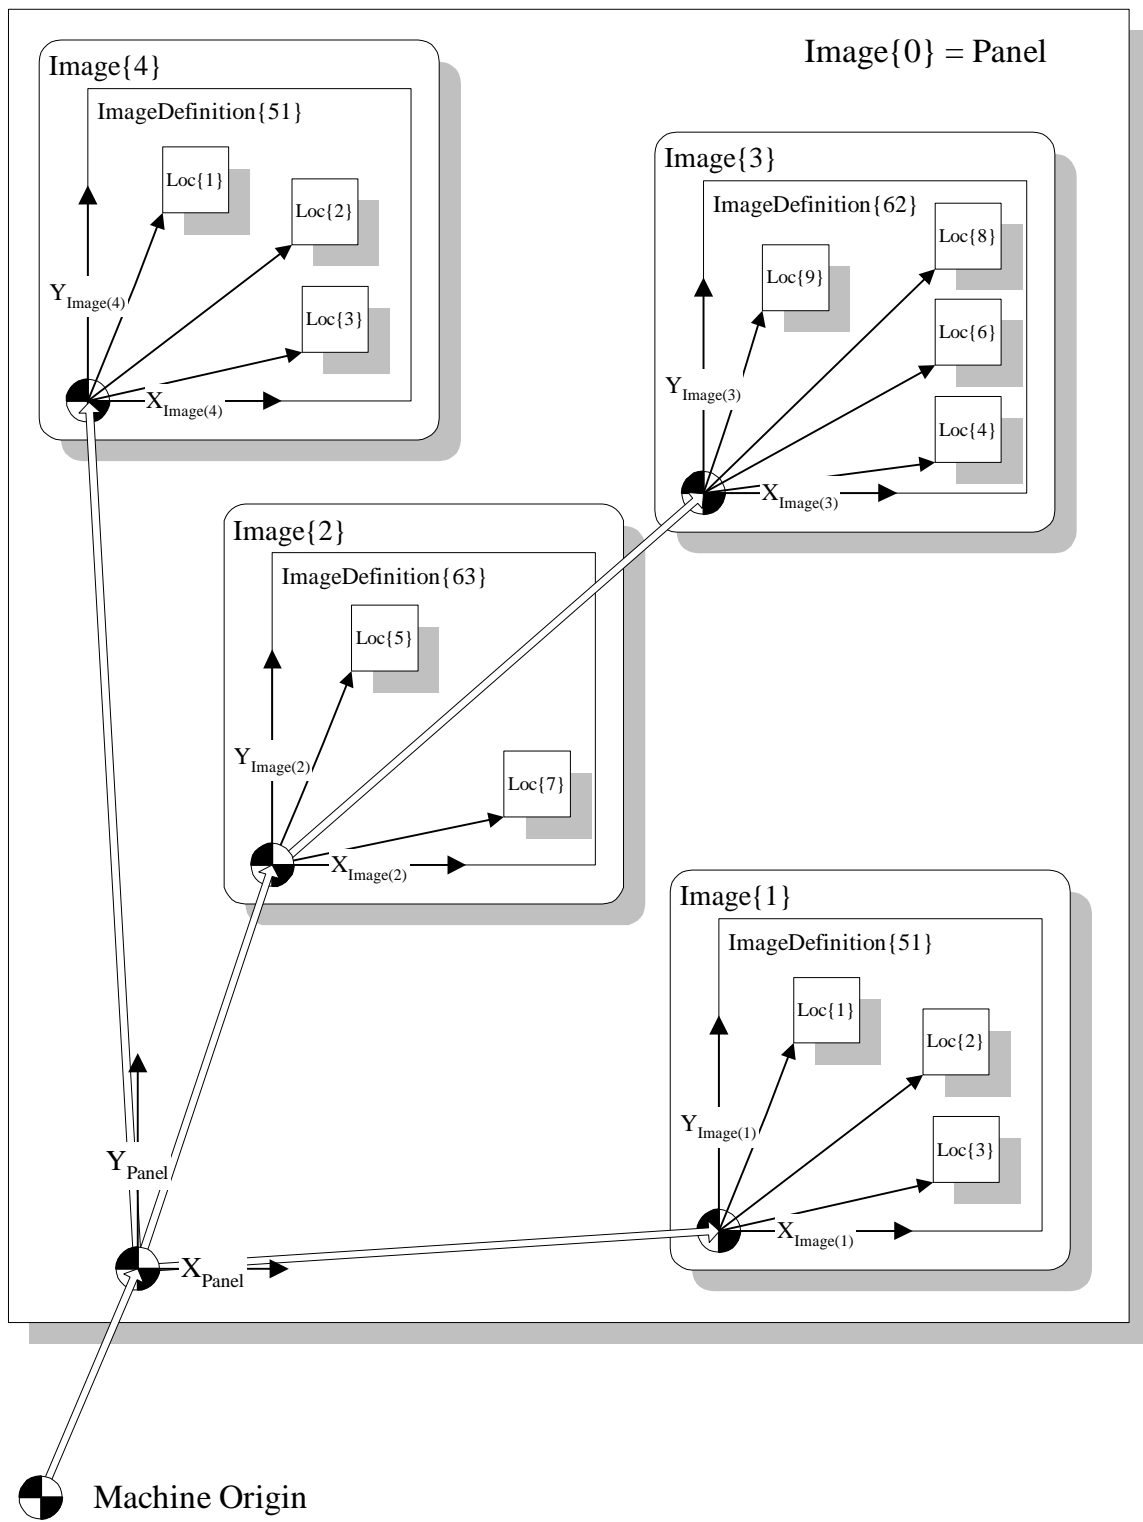 Image{0} = Panel
Image{4}
ImageDefinition{51}
Loc{1}
Loc{2}
Loc{3}
YImage(4)
XImage(4)
Image{3}
ImageDefinition{62}
Loc{8}
Loc{9}
Loc{6}
Loc{4}
YImage(3)
XImage(3)
Image{2}
ImageDefinition{63}
Loc{5}
Loc{7}
YImage(2)
XImage(2)
Image{1}
ImageDefinition{51}
Loc{1}
Loc{2}
Loc{3}
YImage(1)
XImage(1)
YPanel
XPanel
Machine Origin